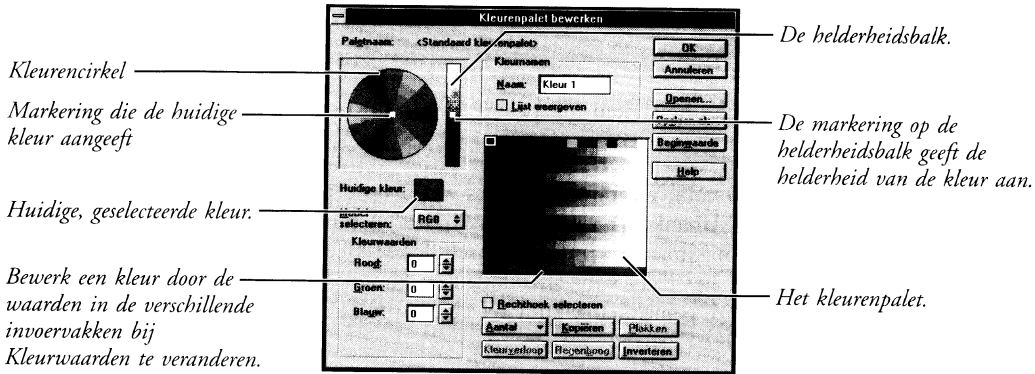 Kleurenpalet bewerken
Paletnaam: <Standaard kleurenpalet>
Kleurnamen
Naam: Kleur 1
Lijst weergeven
OK
Annuleren
Openen...
Beginwaarde
Help
Huidige kleur:
Model
selecteren: RGB
Kleurwaarden
Rood: 0
Groen: 0
Blauw: 0
Rechthoek selecteren
Aantal Kopiëren Plakken
Kleurverloop Regenboog Inverteren
Kleurencirkel
Markering die de huidige
kleur aangeeft
Huidige, geselecteerde kleur.
Bewerk een kleur door de
waarden in de verschillende
invoervakken bij
Kleurwaarden te veranderen.
De helderheidsbalk.
De markering op de
helderheidsbalk geeft de
helderheid van de kleur aan.
Het kleurenpalet.